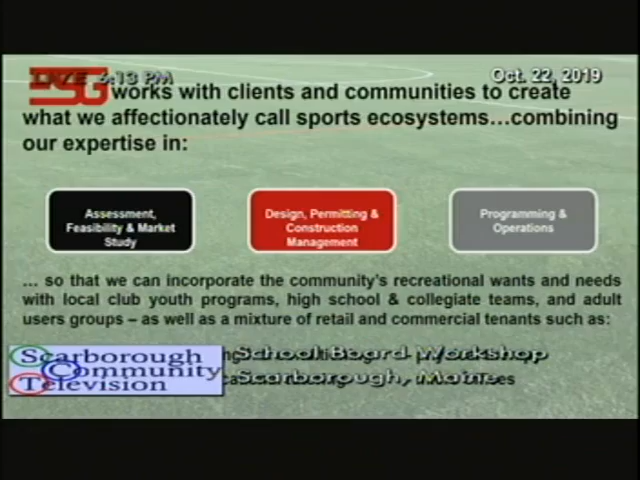 LIVE 6:13 PM
Oct. 22, 2019
ESG works with clients and communities to create
what we affectionately call sports ecosystems...combining
our expertise in:
Assessment,
Feasibility & Market
Study
Design, Permitting &
Construction
Management
Programming &
Operations
... so that we can incorporate the community's recreational wants and needs
with local club youth programs, high school & collegiate teams, and adult
users groups – as well as a mixture of retail and commercial tenants such as:
Scarborough
Community
Television
School Board Workshop
Scarborough, Maine